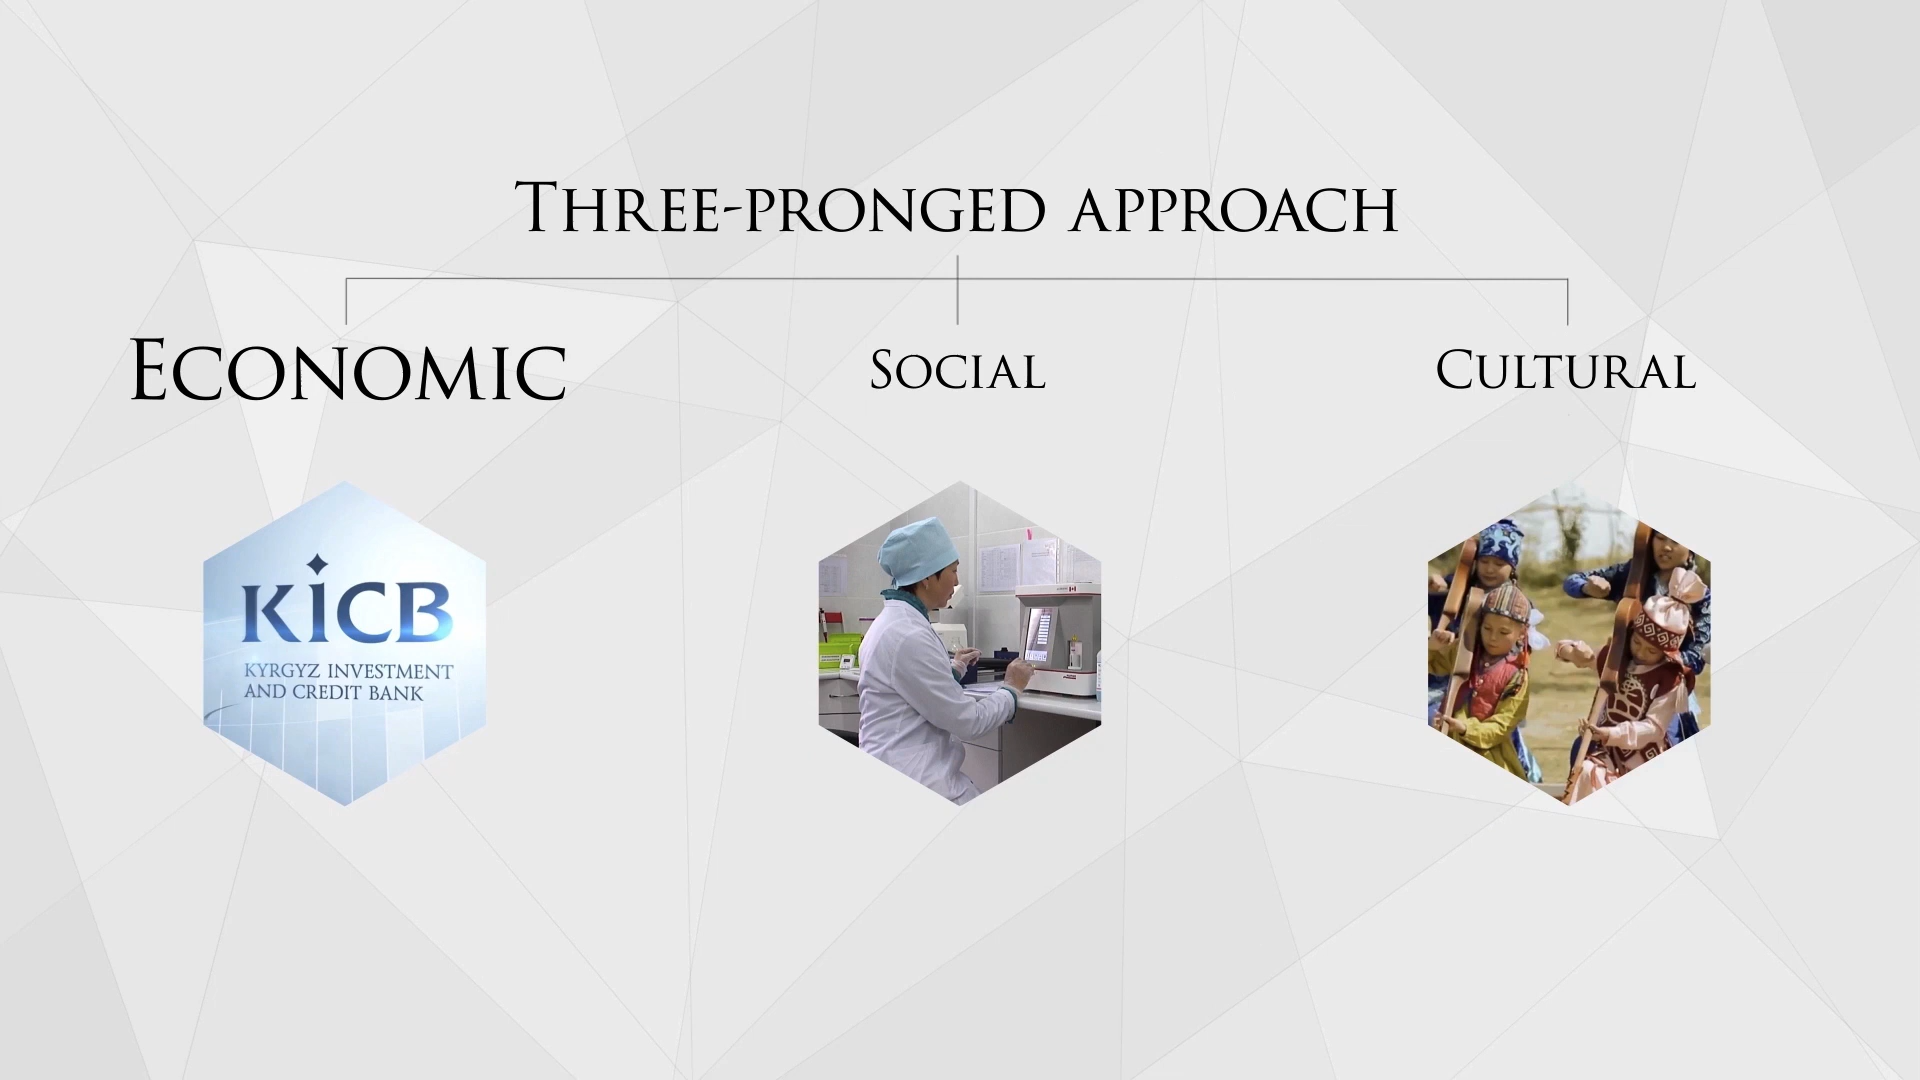 Three-pronged approach
Economic
Social
Cultural
KICB
KYRGYZ INVESTMENT
AND CREDIT BANK